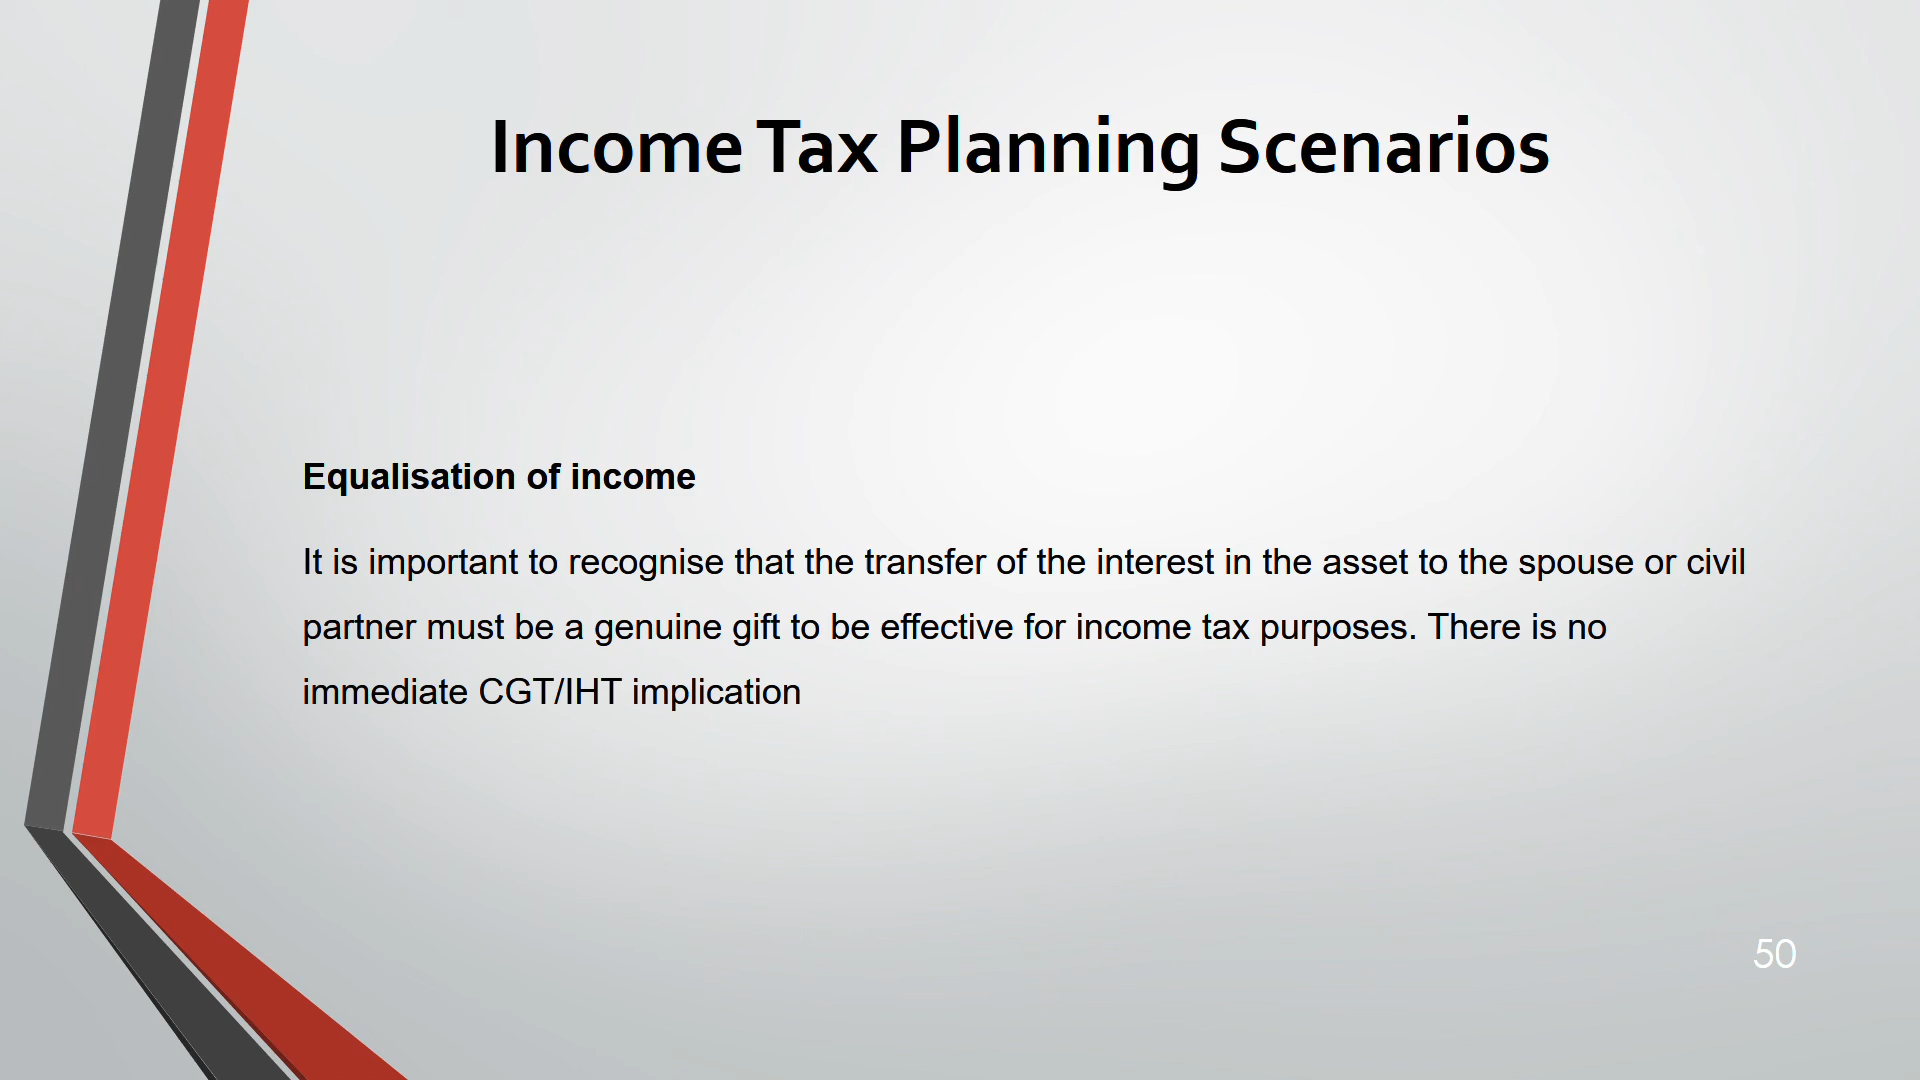 Income Tax Planning Scenarios
Equalisation of income
It is important to recognise that the transfer of the interest in the asset to the spouse or civil
partner must be a genuine gift to be effective for income tax purposes. There is no
immediate CGT/IHT implication
50